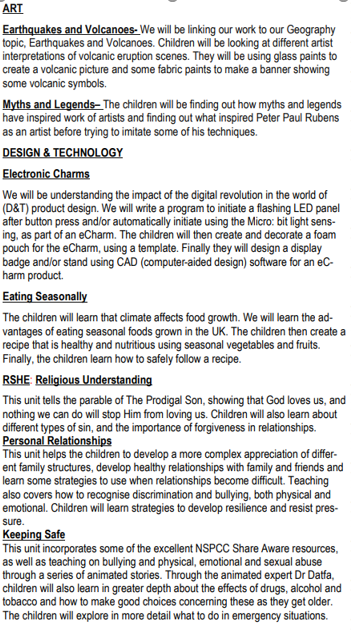 ART
Earthquakes and Volcanoes- We will be linking our work to our Geography
topic, Earthquakes and Volcanoes. Children will be looking at different artist
interpretations of volcanic eruption scenes. They will be using glass paints to
create a volcanic picture and some fabric paints to make a banner showing
some volcanic symbols.
Myths and Legends– The children will be finding out how myths and legends
have inspired work of artists and finding out what inspired Peter Paul Rubens
as an artist before trying to imitate some of his techniques.
DESIGN & TECHNOLOGY
Electronic Charms
We will be understanding the impact of the digital revolution in the world of
(D&T) product design. We will write a program to initiate a flashing LED panel
after button press and/or automatically initiate using the Micro: bit light sens-
ing, as part of an eCharm. The children will then create and decorate a foam
pouch for the eCharm, using a template. Finally they will design a display
badge and/or stand using CAD (computer-aided design) software for an eC-
harm product.
Eating Seasonally
The children will learn that climate affects food growth. We will learn the ad-
vantages of eating seasonal foods grown in the UK. The children then create a
recipe that is healthy and nutritious using seasonal vegetables and fruits.
Finally, the children learn how to safely follow a recipe.
RSHE: Religious Understanding
This unit tells the parable of The Prodigal Son, showing that God loves us, and
nothing we can do will stop Him from loving us. Children will also learn about
different types of sin, and the importance of forgiveness in relationships.
Personal Relationships
This unit helps the children to develop a more complex appreciation of differ-
ent family structures, develop healthy relationships with family and friends and
learn some strategies to use when relationships become difficult. Teaching
also covers how to recognise discrimination and bullying, both physical and
emotional. Children will learn strategies to develop resilience and resist pres-
sure.
Keeping Safe
This unit incorporates some of the excellent NSPCC Share Aware resources,
as well as teaching on bullying and physical, emotional and sexual abuse
through a series of animated stories. Through the animated expert Dr Datfa,
children will also learn in greater depth about the effects of drugs, alcohol and
tobacco and how to make good choices concerning these as they get older.
The children will explore in more detail what to do in emergency situations.